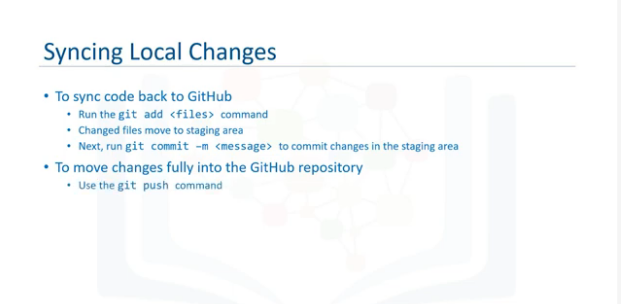 Syncing Local Changes
• To sync code back to GitHub
• Run the git add <files> command
• Changed files move to staging area
• Next, run git commit -m <message> to commit changes in the staging area
• To move changes fully into the GitHub repository
• Use the git push command